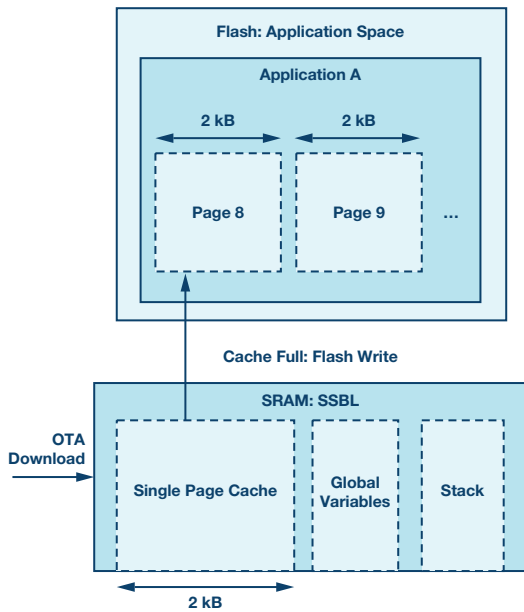 Flash: Application Space
Application A
2 kB
2 kB
Page 8
Page 9
...
Cache Full: Flash Write
SRAM: SSBL
OTA
Download
Single Page Cache
Global
Variables
Stack
2 kB